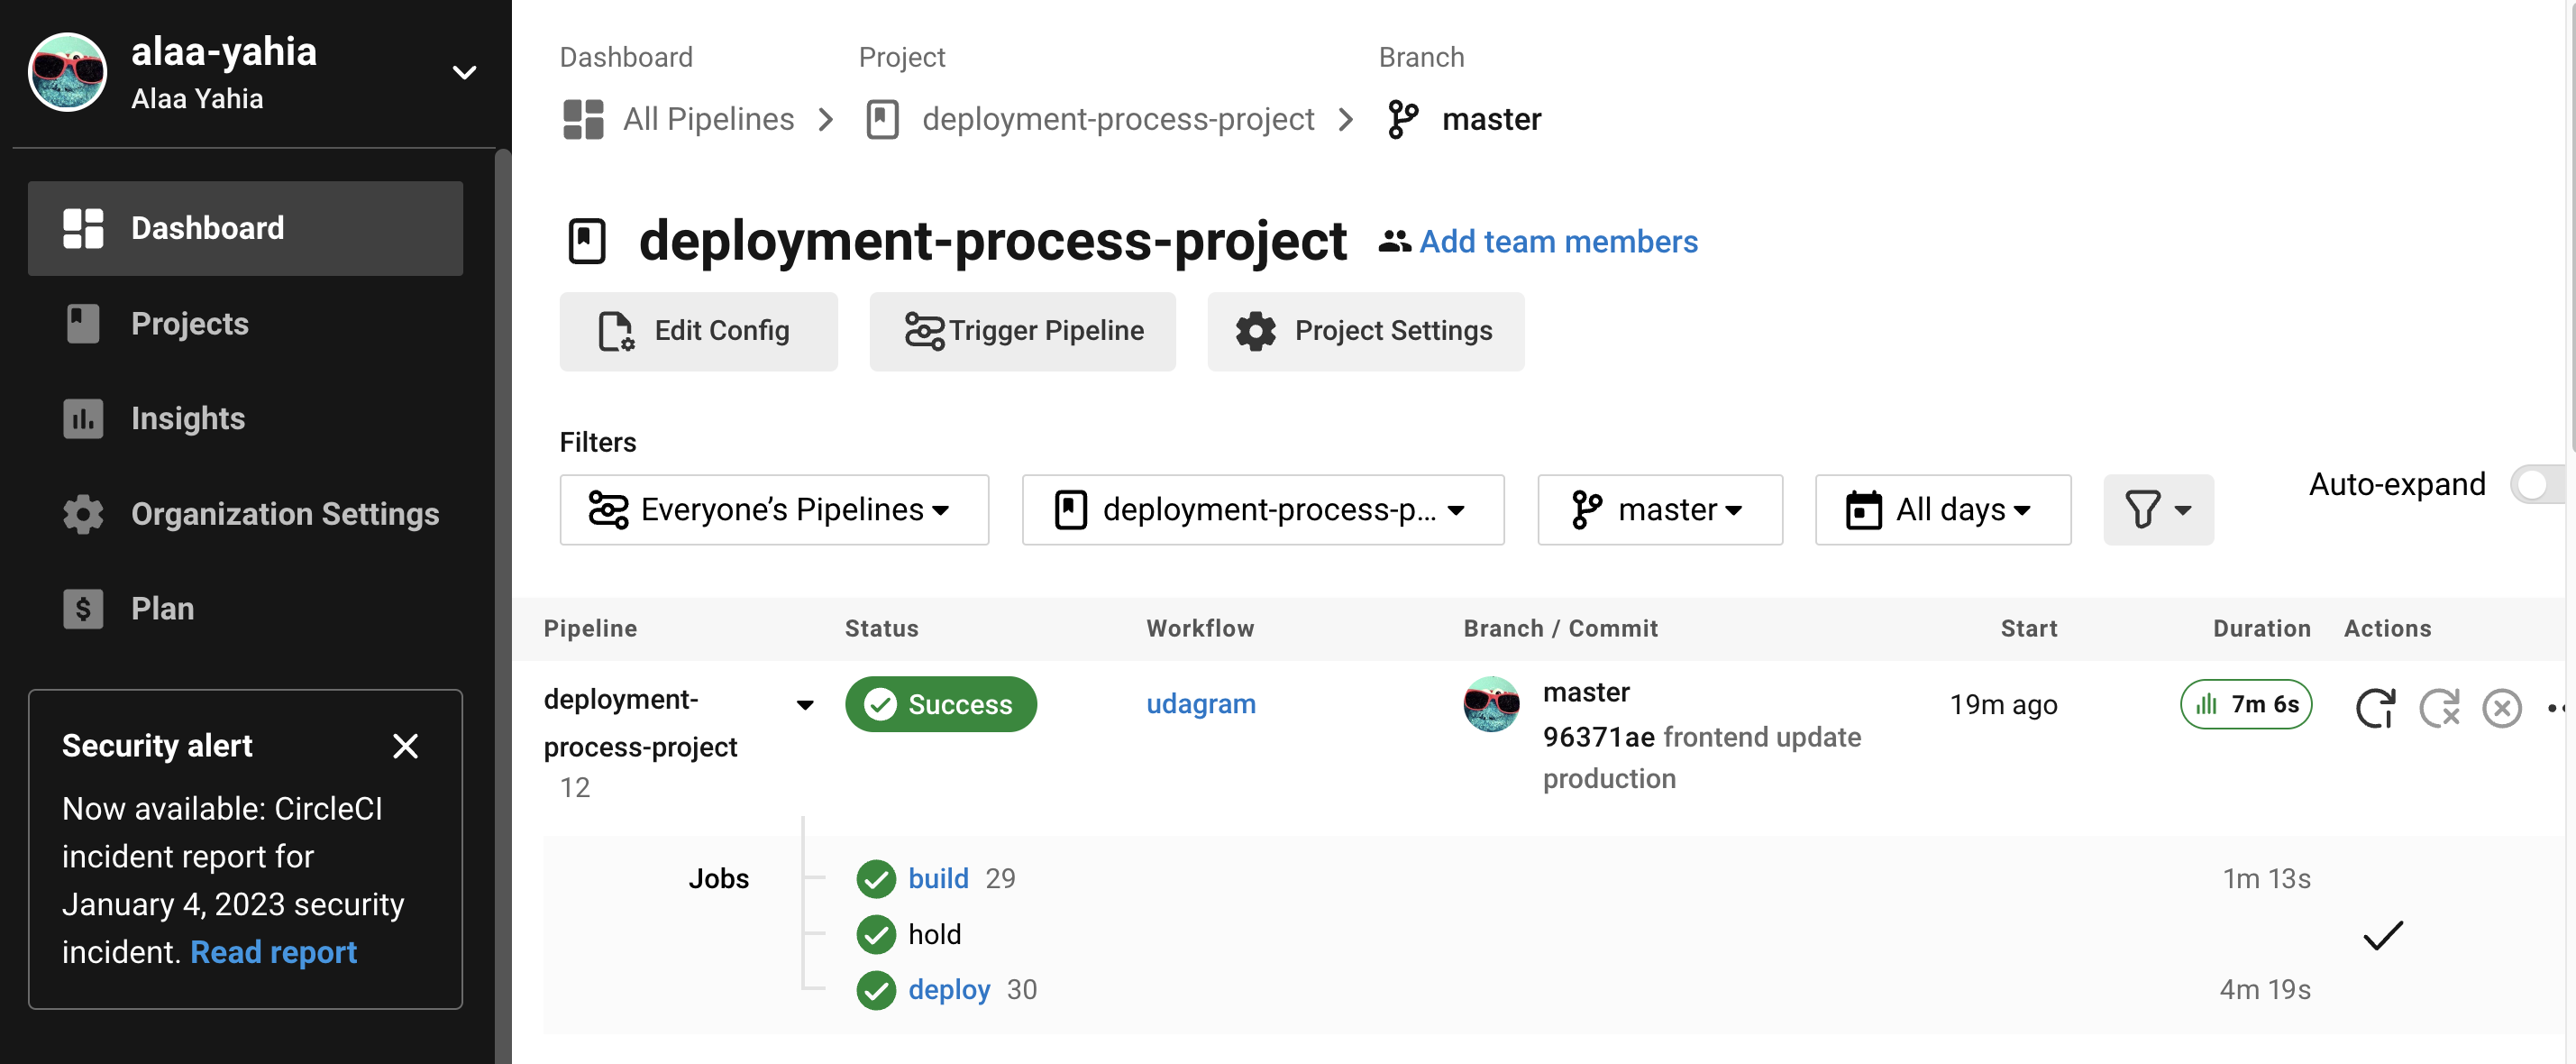 alaa-yahia
Alaa Yahia
Dashboard
Projects
Insights
Organization Settings
Plan
Security alert
Now available: CircleCI
incident report for
January 4, 2023 security
incident. Read report
Dashboard Project Branch
All Pipelines deployment-process-project master
deployment-process-project Add team members
Edit Config Trigger Pipeline Project Settings
Filters
Everyone’s Pipelines deployment-process-p... master All days Auto-expand
Pipeline Status Workflow Branch / Commit Start Duration Actions
deployment-
process-project
12
Success
udagram
master
96371ae frontend update
production
19m ago
7m 6s
Jobs
build 29 1m 13s
hold
deploy 30 4m 19s